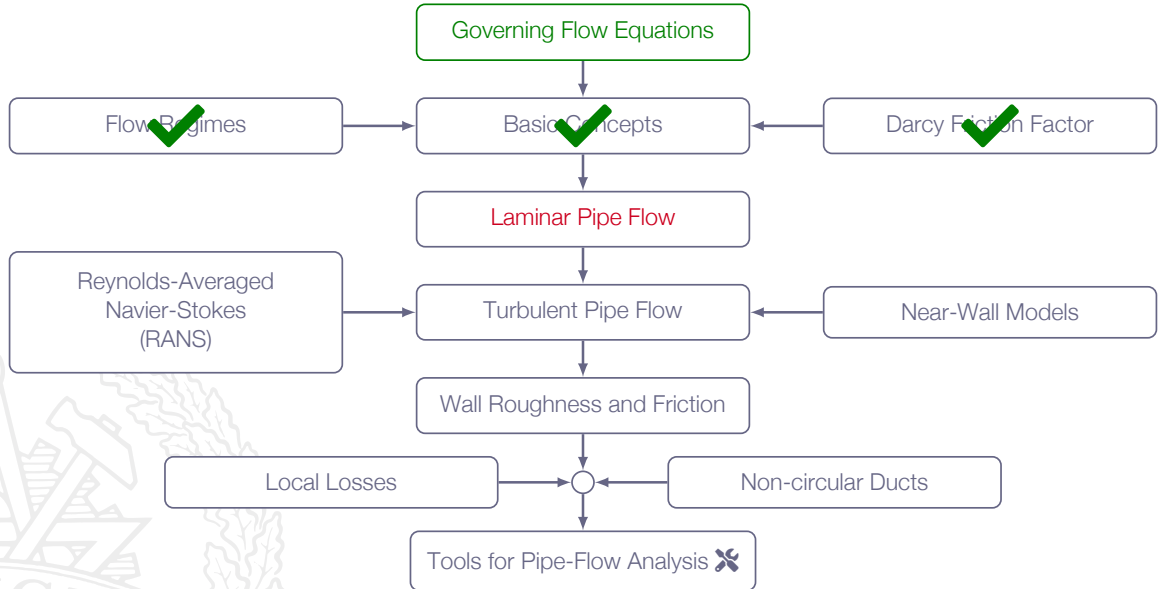 Governing Flow Equations
Flow Regimes
Basic Concepts
Darcy Friction Factor
Laminar Pipe Flow
Reynolds-Averaged
Navier-Stokes
(RANS)
Turbulent Pipe Flow
Near-Wall Models
Wall Roughness and Friction
Local Losses
Non-circular Ducts
Tools for Pipe-Flow Analysis